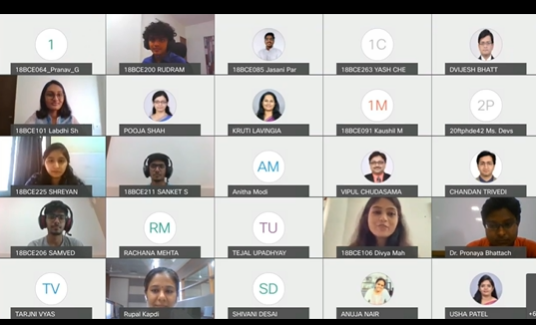 1
18BCE064_Pranav_G
18BCE200 RUDRAM
18BCE085 Jasani Par
1C
18BCE263 YASH CHE
DVIJESH BHATT
18BCE101 Labdhi Sh
POOJA SHAH
KRUTI LAVINGIA
1M
18BCE091 Kaushil M
2P
20ftphde42 Ms. Devs
18BCE225 SHREYAN
18BCE211 SANKET S
AM
Anitha Modi
VIPUL CHUDASAMA
CHANDAN TRIVEDI
18BCE206 SAMVED
RM
RACHANA MEHTA
TU
TEJAL UPADHYAY
18BCE106 Divya Mah
Dr. Pronaya Bhattach
TV
TARJNI VYAS
Rupal Kapdi
SD
SHIVANI DESAI
ANUJA NAIR
USHA PATEL